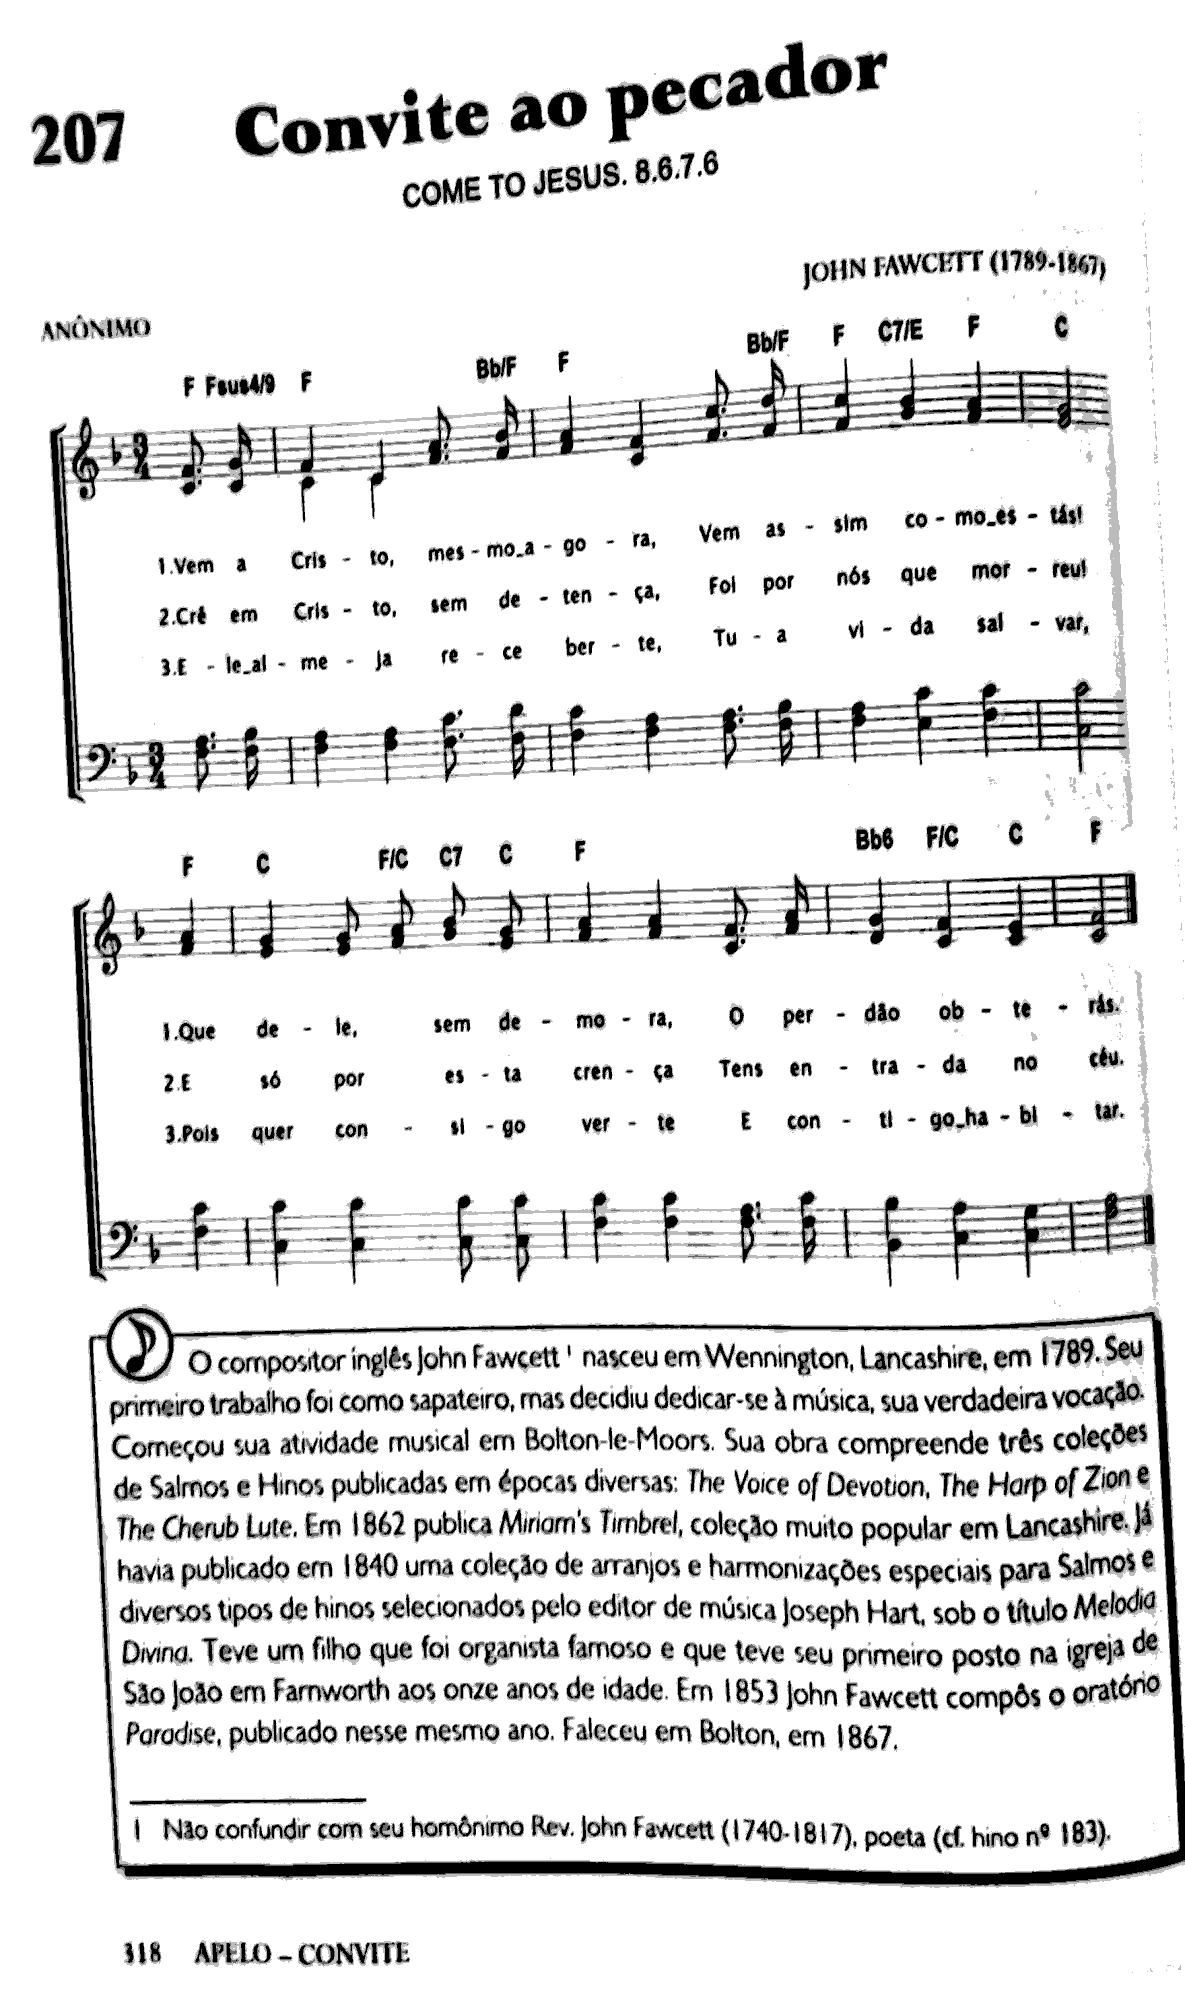 207 Convite ao pecador
COME TO JESUS. 8.6.7.6
JOHN FAWCETT (1789-1867)
ANÔNIMO
F Fsus4/9 F Bb/F F Bb/F F C7/E F C
1.Vem a Cris - to, mes - mo_a - go - ra, Vem as - sim co - mo_es - tás!
2.Crê em Cris - to, sem de - ten - ça, Foi por nós que mor - reu!
3.E - le_al - me - ja re - ce ber - te, Tu - a vi - da sal - var,
F C F/C C7 C F Bb6 F/C C F
1.Que de - le, sem de - mo - ra, O per - dão ob - te - rás.
2.E só por es - ta cren - ça Tens en - tra - da no céu.
3.Pois quer con - si - go ver - te E con - ti - go_ha - bi - tar.
O compositor inglês John Fawcett ¹ nasceu em Wennington, Lancashire, em 1789. Seu
primeiro trabalho foi como sapateiro, mas decidiu dedicar-se à música, sua verdadeira vocação.
Começou sua atividade musical em Bolton-le-Moors. Sua obra compreende três coleções
de Salmos e Hinos publicadas em épocas diversas: The Voice of Devotion, The Harp of Zion e
The Cherub Lute. Em 1862 publica Miriam's Timbrel, coleção muito popular em Lancashire. Já
havia publicado em 1840 uma coleção de arranjos e harmonizações especiais para Salmos e
diversos tipos de hinos selecionados pelo editor de música Joseph Hart, sob o título Melodia
Divina. Teve um filho que foi organista famoso e que teve seu primeiro posto na igreja de
São João em Farnworth aos onze anos de idade. Em 1853 John Fawcett compôs o oratório
Paradise, publicado nesse mesmo ano. Faleceu em Bolton, em 1867.
1 Não confundir com seu homônimo Rev. John Fawcett (1740-1817), poeta (cf. hino nº 183).
318 APELO – CONVITE